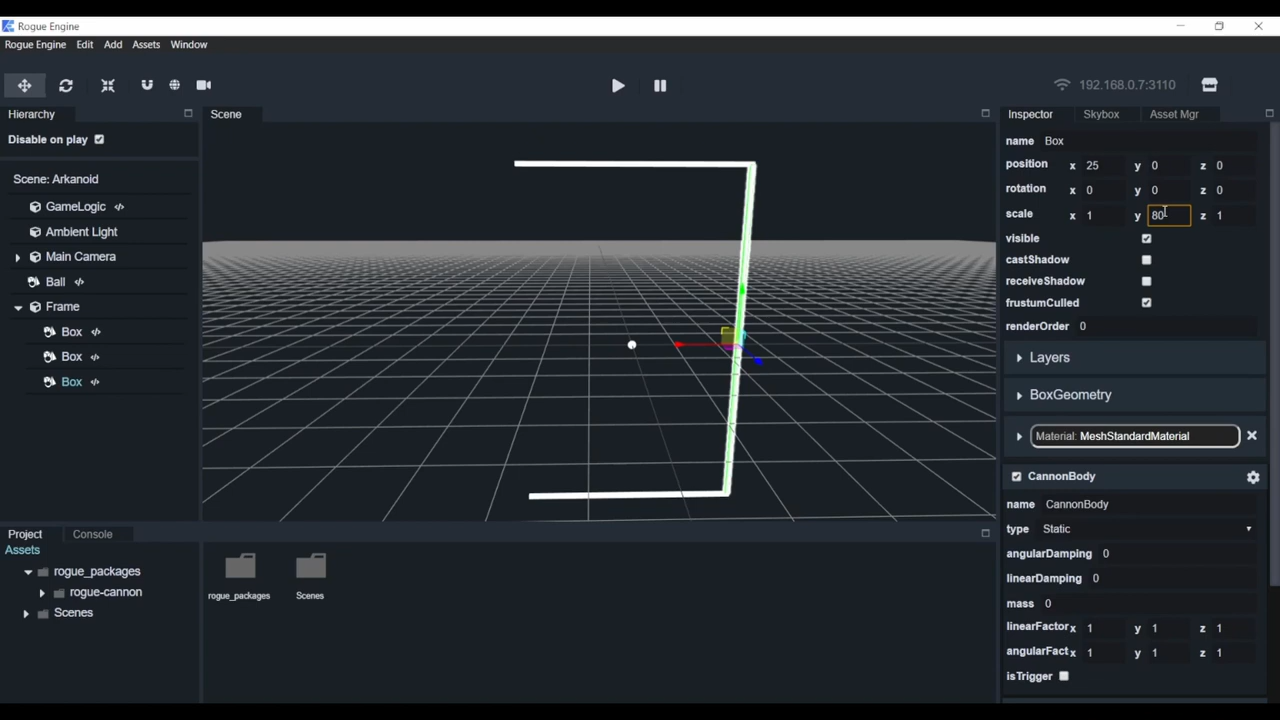 Rogue Engine
Rogue Engine Edit Add Assets Window
192.168.0.7:3110
Hierarchy
Scene
Inspector Skybox Asset Mgr
Disable on play
Scene: Arkanoid
GameLogic
Ambient Light
Main Camera
Ball
Frame
Box
Box
Box
name Box
position x 25 y 0 z 0
rotation x 0 y 0 z 0
scale x 1 y 80 z 1
visible
castShadow
receiveShadow
frustumCulled
renderOrder 0
Layers
BoxGeometry
Material: MeshStandardMaterial
CannonBody
name CannonBody
type Static
angularDamping 0
linearDamping 0
mass 0
linearFactor x 1 y 1 z 1
angularFact x 1 y 1 z 1
isTrigger
Project Console
Assets
rogue_packages
rogue-cannon
Scenes
rogue_packages
Scenes